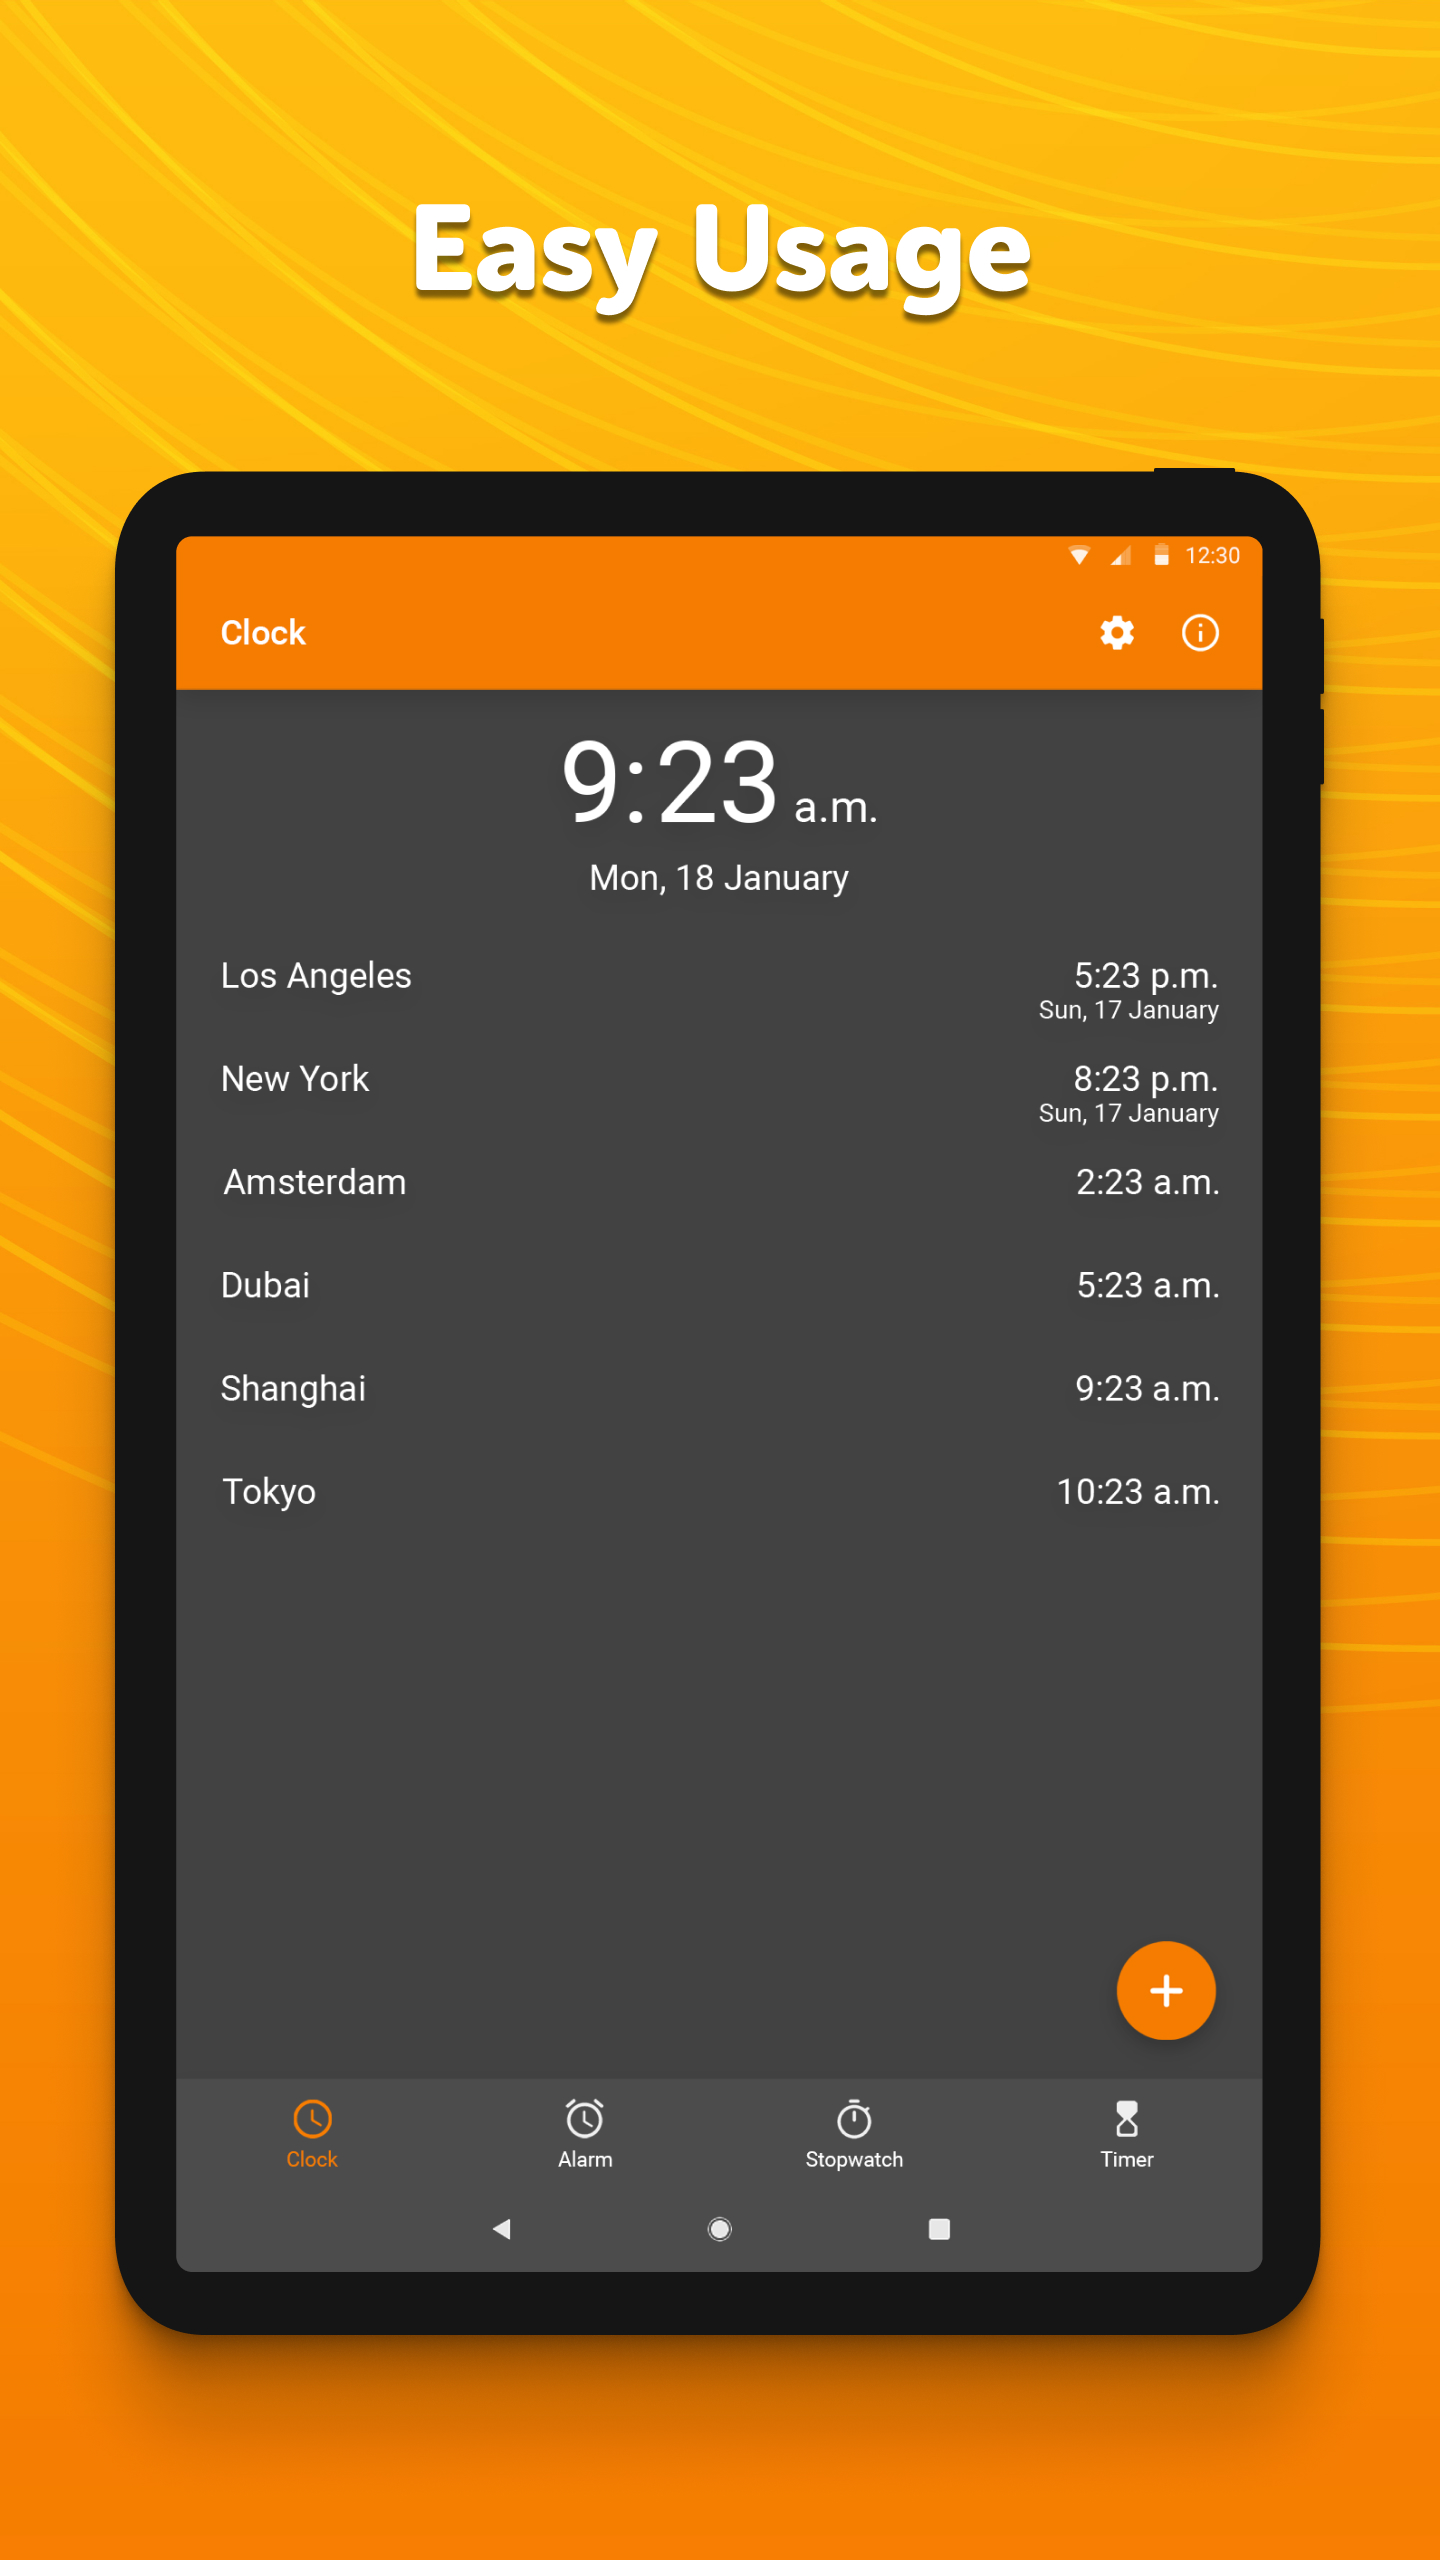 Easy Usage
12:30
Clock
9:23 a.m.
Mon, 18 January
Los Angeles 5:23 p.m.
Sun, 17 January
New York 8:23 p.m.
Sun, 17 January
Amsterdam 2:23 a.m.
Dubai 5:23 a.m.
Shanghai 9:23 a.m.
Tokyo 10:23 a.m.
Clock Alarm Stopwatch Timer